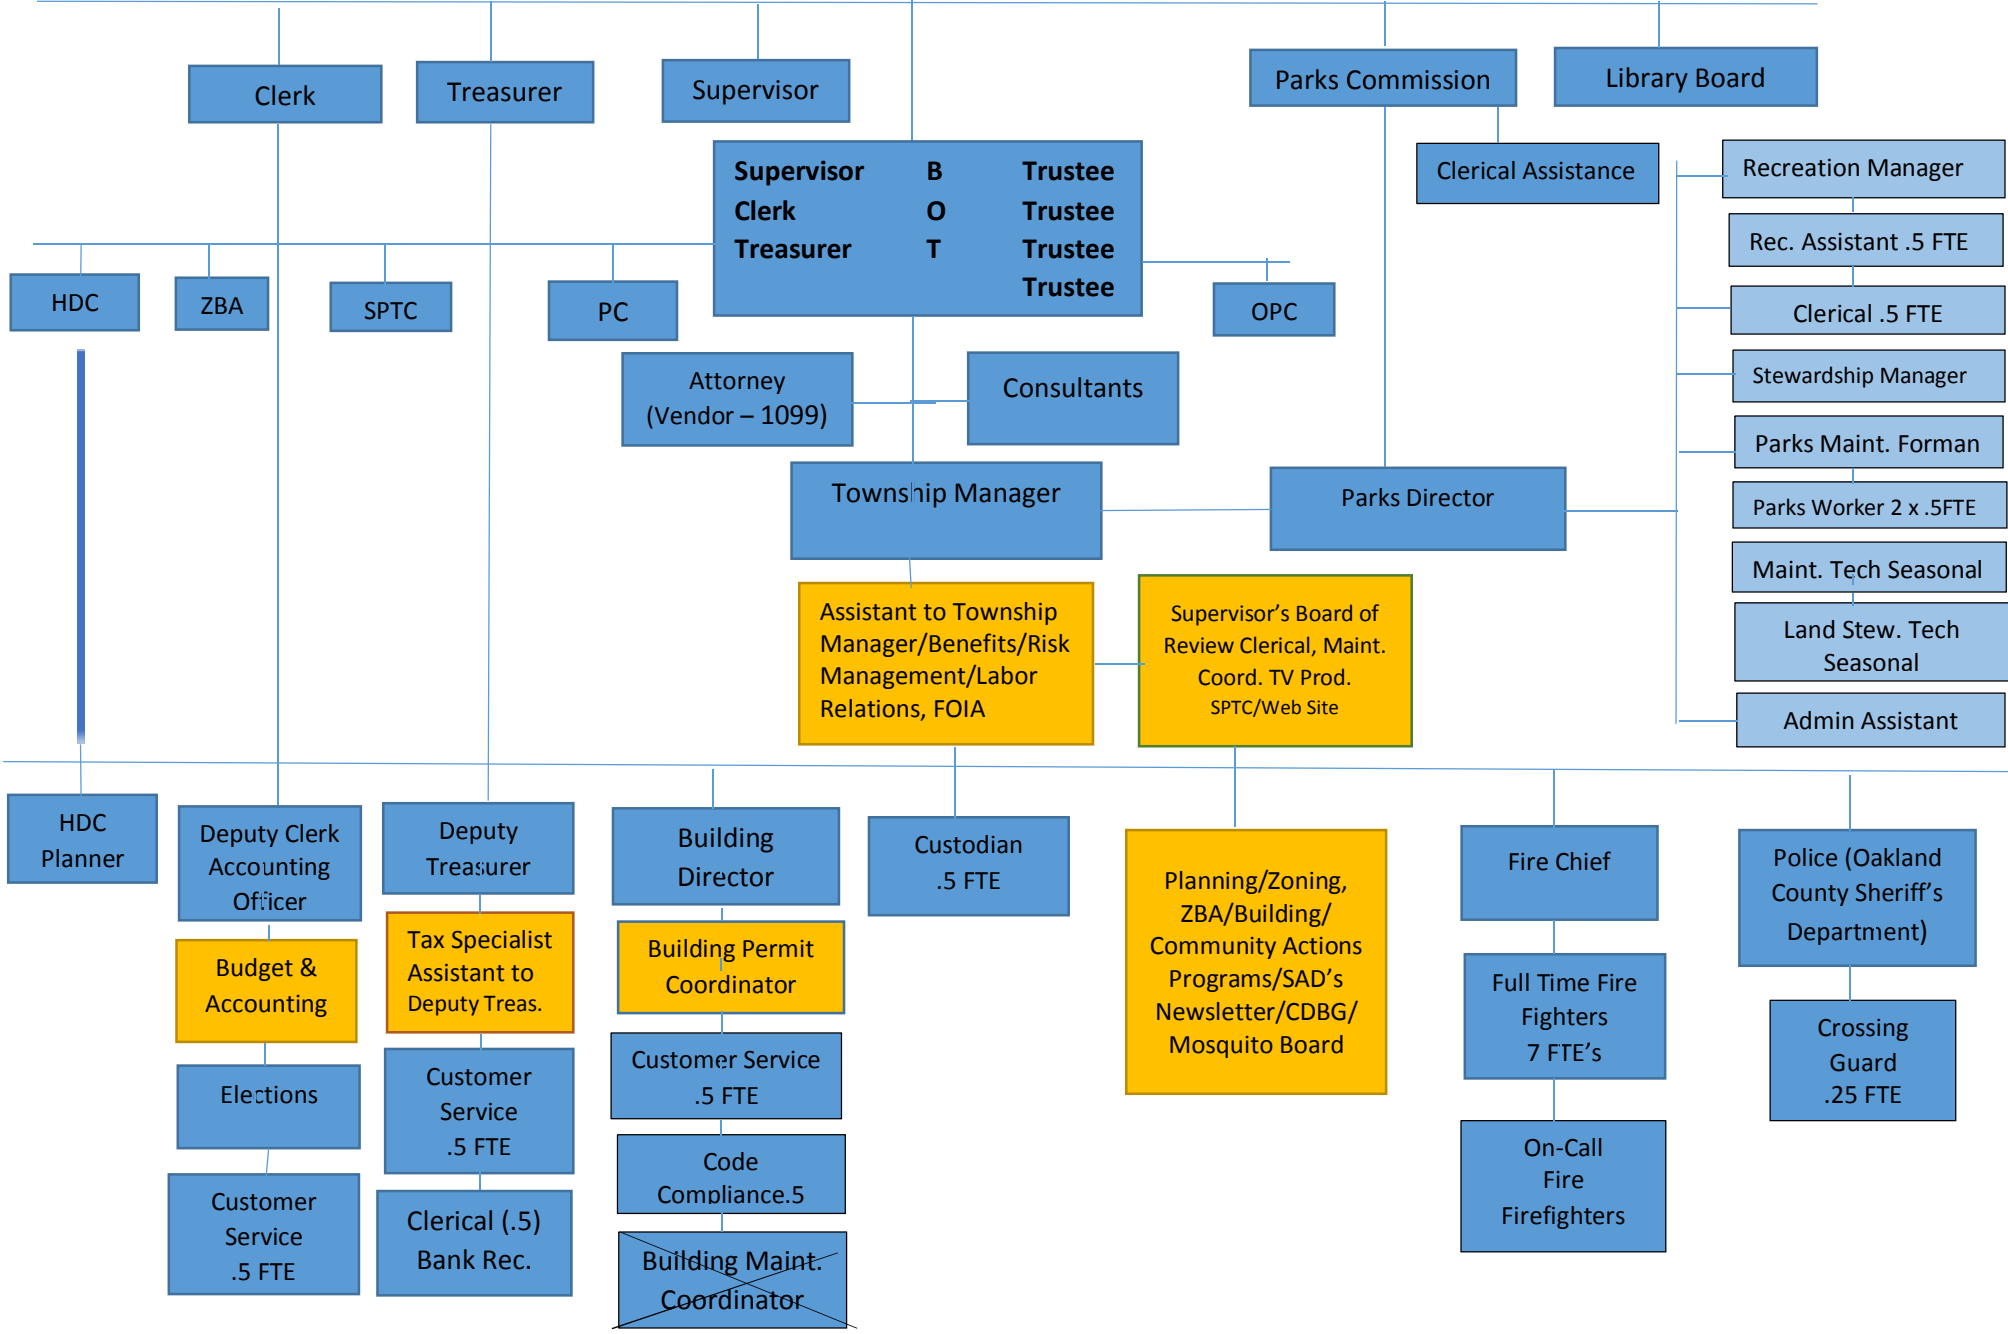 Clerk
Treasurer
Supervisor
Parks Commission
Library Board
Supervisor B Trustee
Clerk O Trustee
Treasurer T Trustee
Trustee
Clerical Assistance
Recreation Manager
Rec. Assistant .5 FTE
Clerical .5 FTE
Stewardship Manager
Parks Maint. Forman
Parks Worker 2 x .5FTE
Maint. Tech Seasonal
Land Stew. Tech
Seasonal
Admin Assistant
HDC
ZBA
SPTC
PC
OPC
Attorney
(Vendor – 1099)
Consultants
Township Manager
Parks Director
Assistant to Township
Manager/Benefits/Risk
Management/Labor
Relations, FOIA
Supervisor’s Board of
Review Clerical, Maint.
Coord. TV Prod.
SPTC/Web Site
HDC
Planner
Deputy Clerk
Accounting
Officer
Budget &
Accounting
Elections
Customer
Service
.5 FTE
Deputy
Treasurer
Tax Specialist
Assistant to
Deputy Treas.
Customer
Service
.5 FTE
Clerical (.5)
Bank Rec.
Building
Director
Building Permit
Coordinator
Customer Service
.5 FTE
Code
Compliance.5
Building Maint.
Coordinator
Custodian
.5 FTE
Planning/Zoning,
ZBA/Building/
Community Actions
Programs/SAD’s
Newsletter/CDBG/
Mosquito Board
Fire Chief
Full Time Fire
Fighters
7 FTE’s
On-Call
Fire
Firefighters
Police (Oakland
County Sheriff’s
Department)
Crossing
Guard
.25 FTE